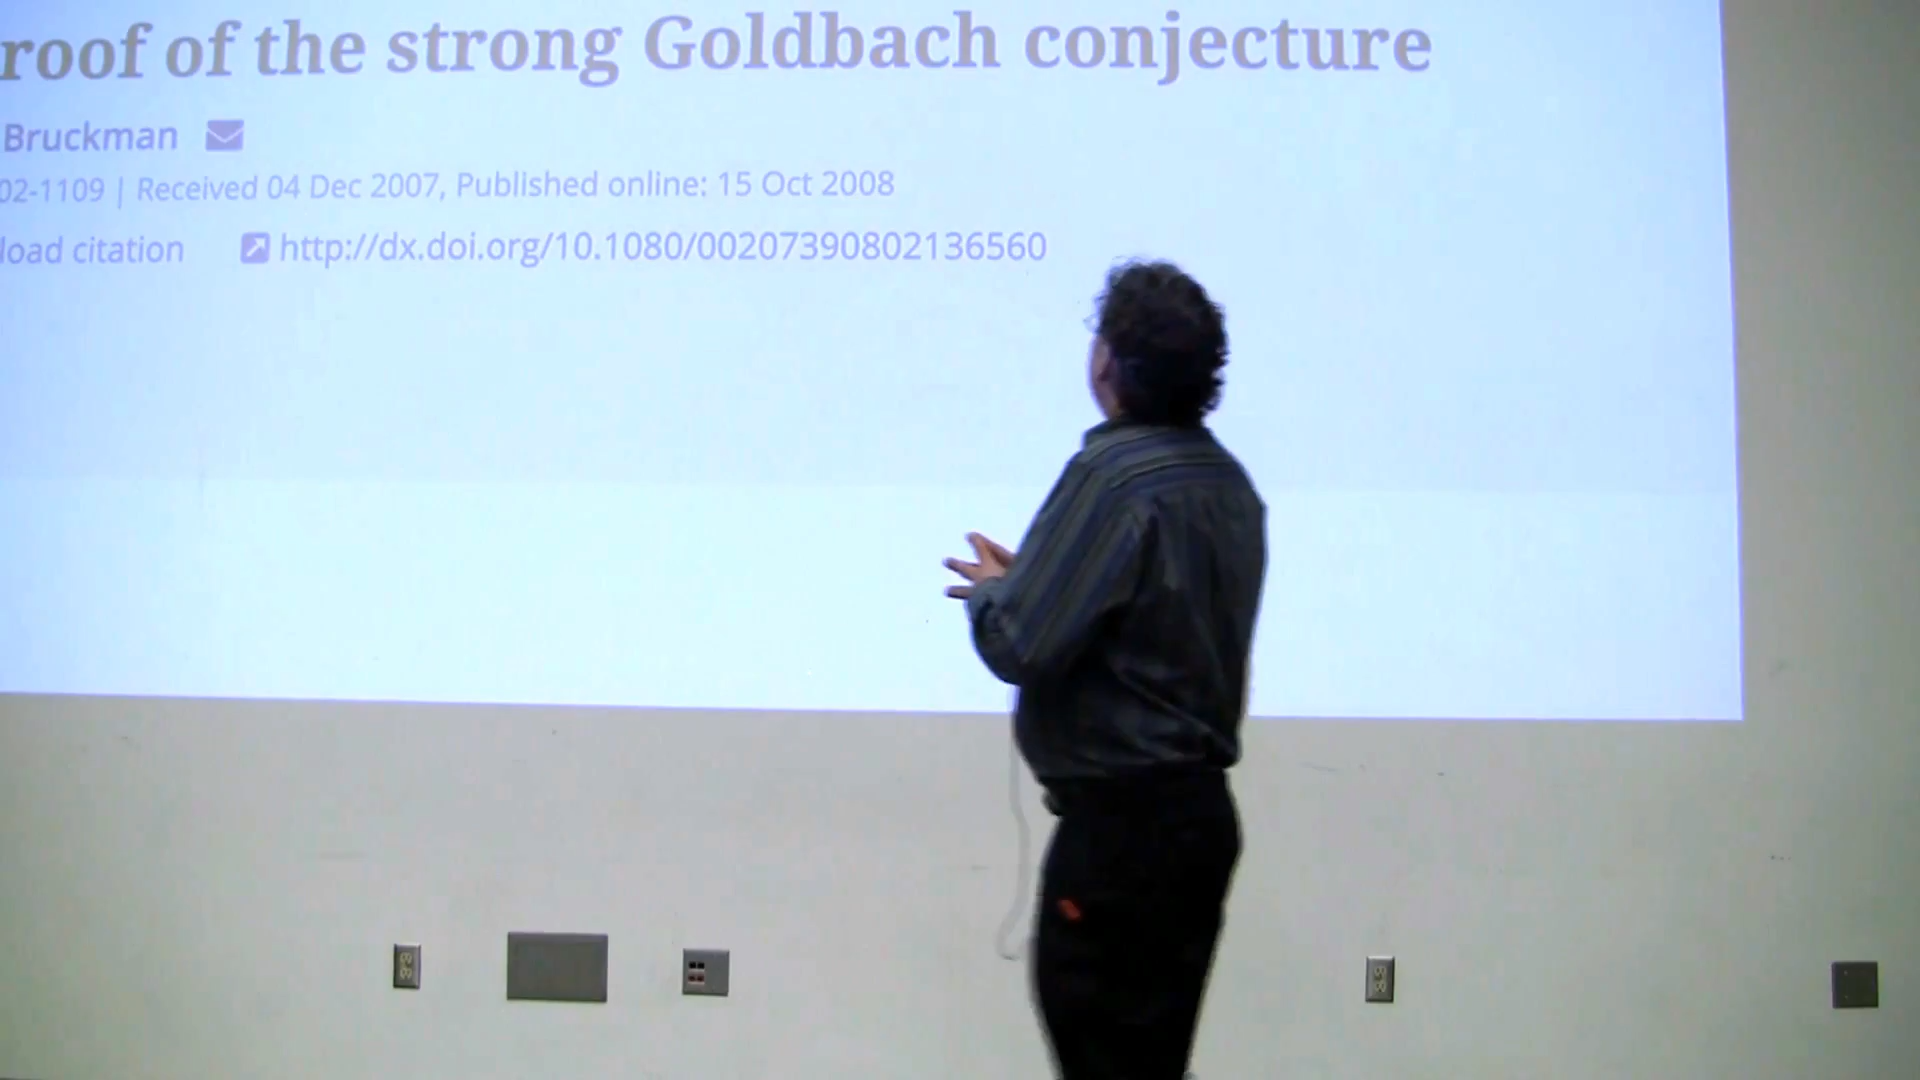 roof of the strong Goldbach conjecture
Bruckman
02-1109 | Received 04 Dec 2007, Published online: 15 Oct 2008
load citation http://dx.doi.org/10.1080/00207390802136560